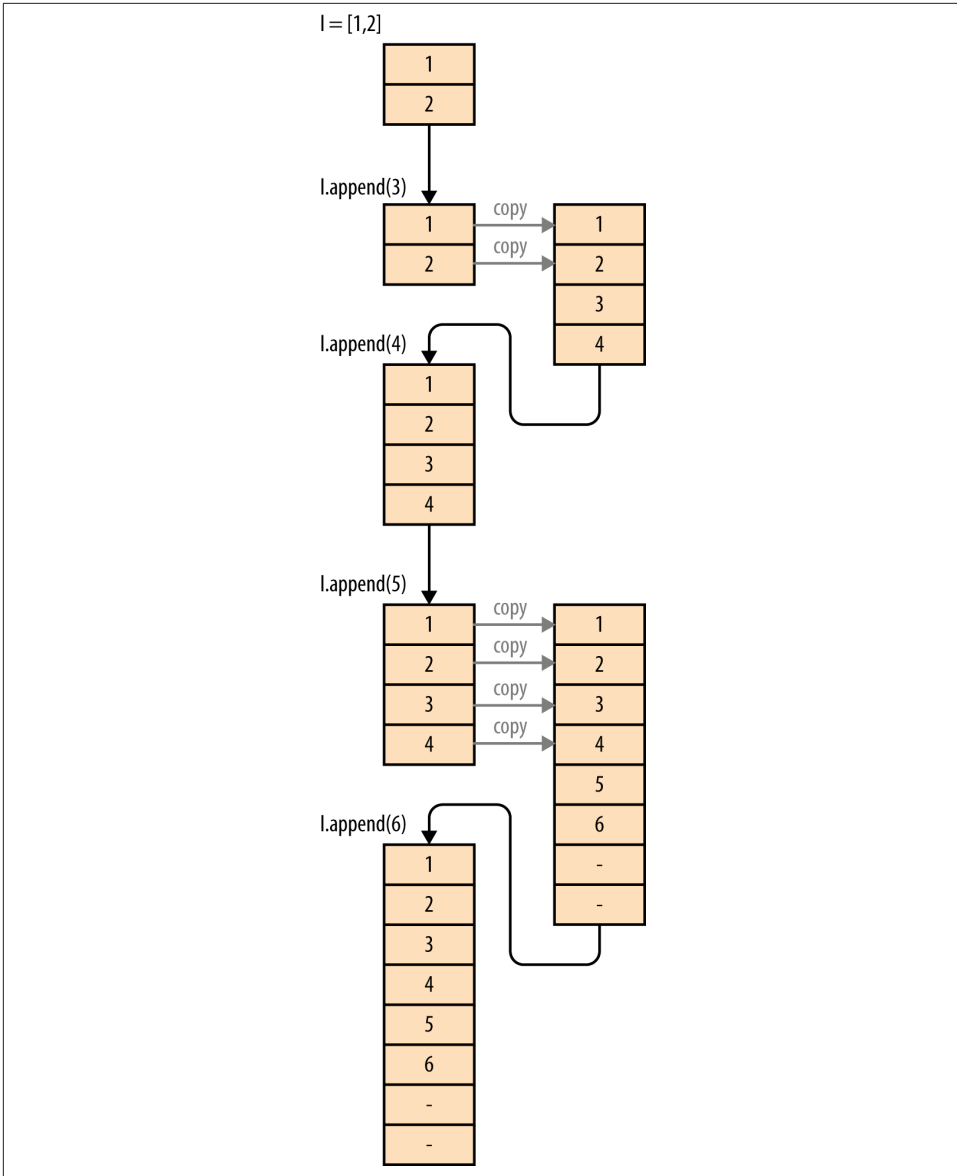 l = [1,2]
1
2
l.append(3)
1 copy 1
2 copy 2
3
l.append(4) 4
1
2
3
4
l.append(5)
1 copy 1
2 copy 2
3 copy 3
4 copy 4
5
l.append(6) 6
1 -
2 -
3
4
5
6
-
-